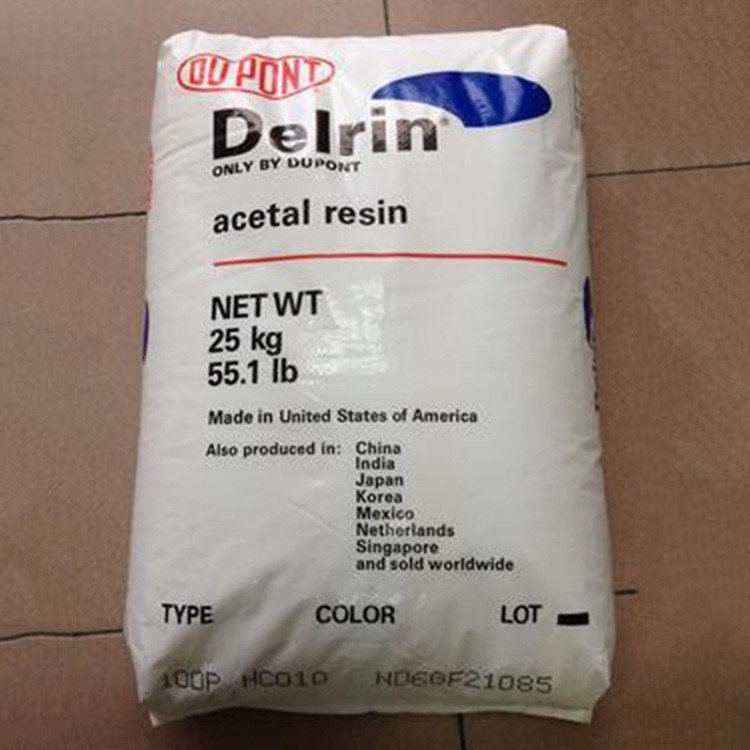 DU PONT
Delrin®
ONLY BY DUPONT
acetal resin
NET WT
25 kg
55.1 lb
Made in United States of America
Also produced in: China
India
Japan
Korea
Mexico
Netherlands
Singapore
and sold worldwide
TYPE COLOR LOT
100P NC010 ND60F21085